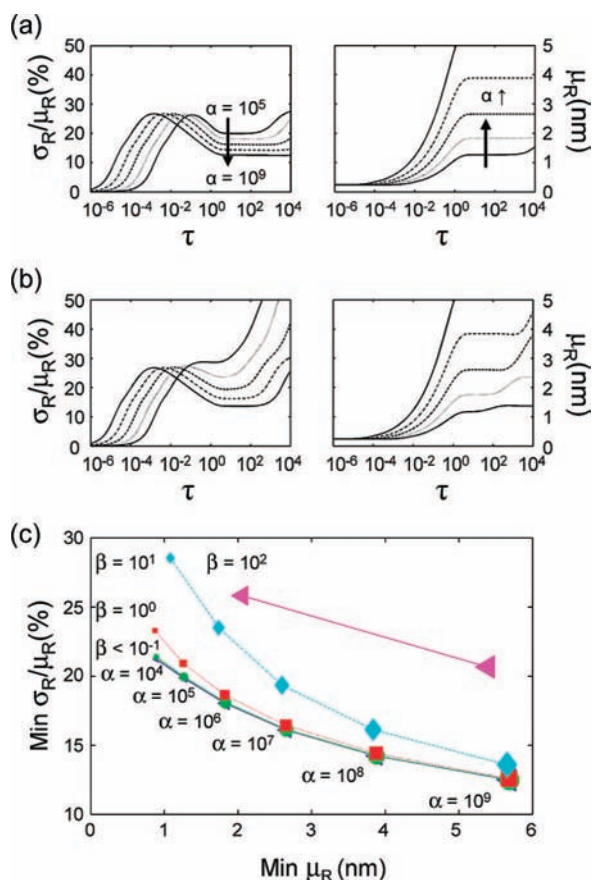 (a)
50
40
30
20
10
0
σR/μR(%)
α = 10⁵
α = 10⁹
10⁻⁶ 10⁻⁴ 10⁻² 10⁰ 10² 10⁴
τ
α ↑
5
4
3
2
1
0
μR(nm)
10⁻⁶ 10⁻⁴ 10⁻² 10⁰ 10² 10⁴
τ
(b)
50
40
30
20
10
0
σR/μR(%)
10⁻⁶ 10⁻⁴ 10⁻² 10⁰ 10² 10⁴
τ
5
4
3
2
1
0
μR(nm)
10⁻⁶ 10⁻⁴ 10⁻² 10⁰ 10² 10⁴
τ
(c)
30
25
20
15
10
Min σR/μR(%)
β = 10¹
β = 10²
β = 10⁰
β < 10⁻¹
α = 10⁴
α = 10⁵
α = 10⁶
α = 10⁷
α = 10⁸
α = 10⁹
0 1 2 3 4 5 6
Min μR (nm)